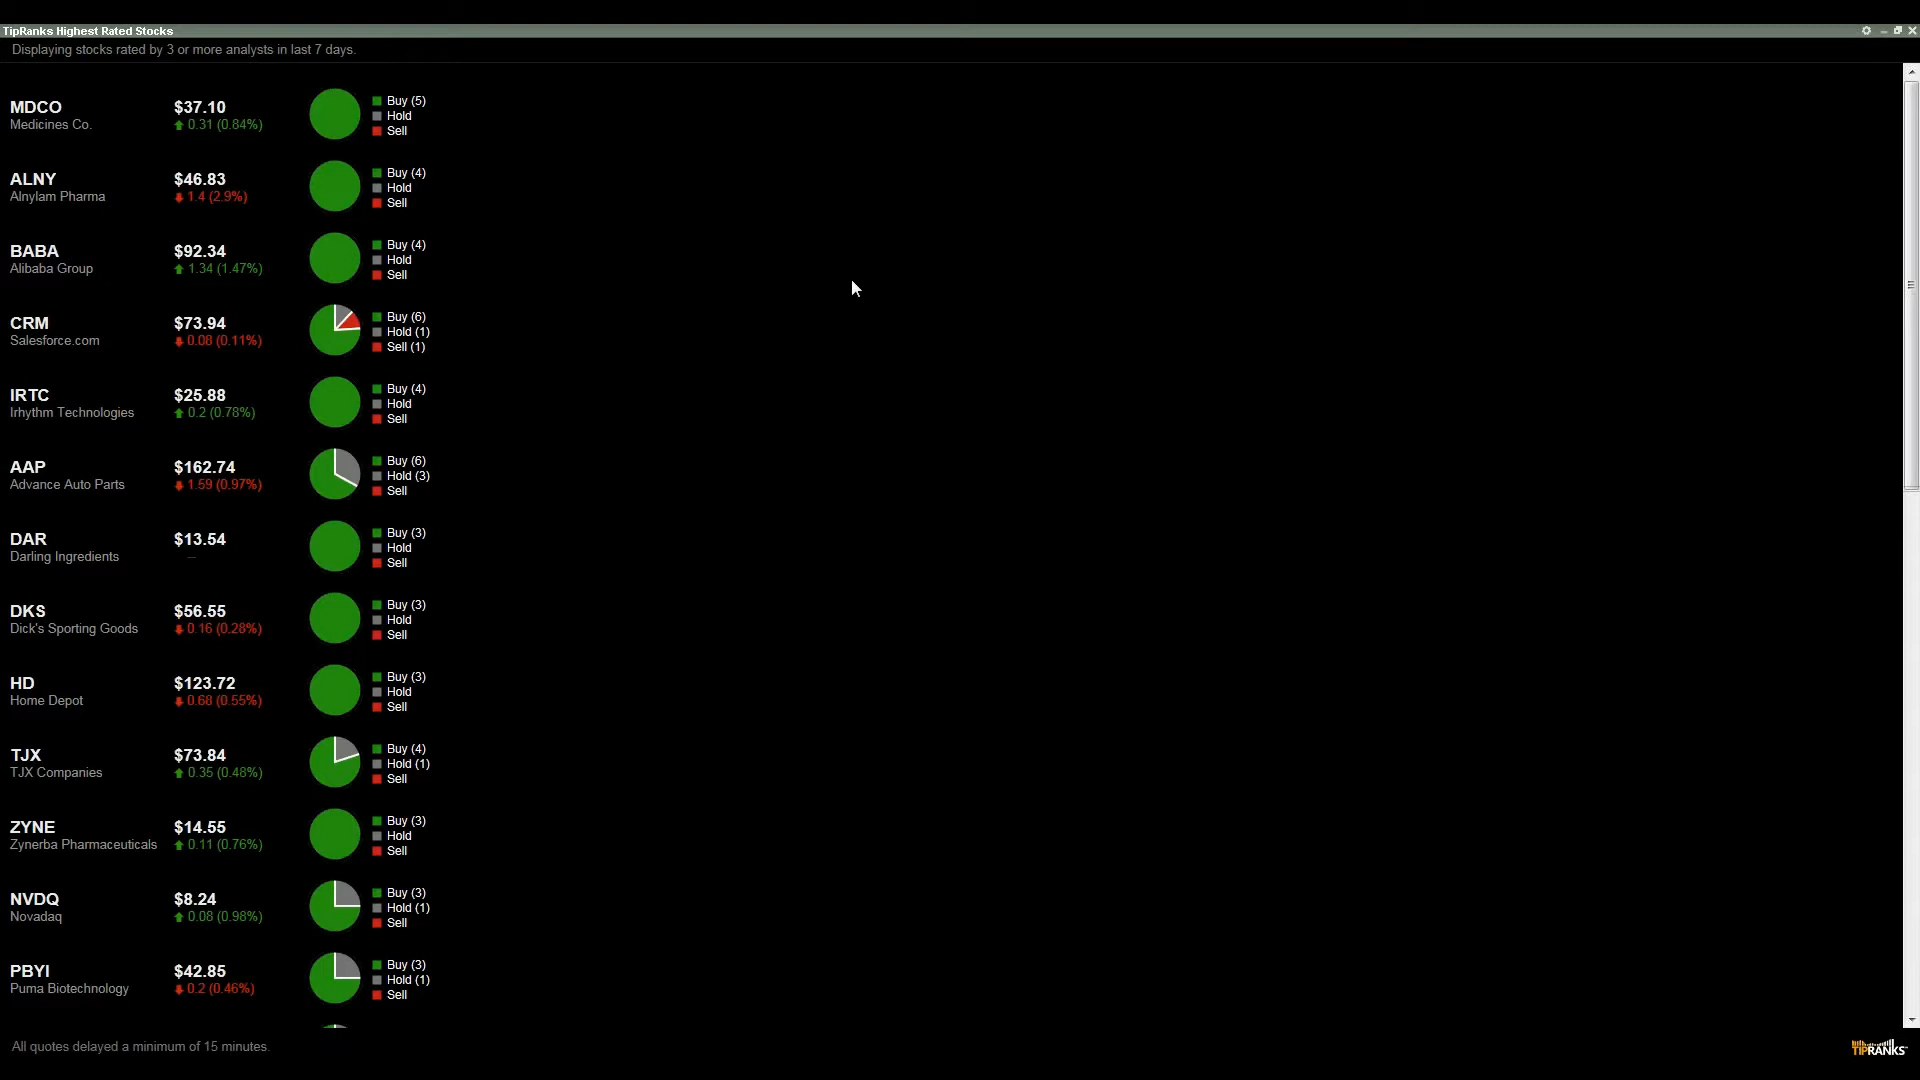 TipRanks Highest Rated Stocks
Displaying stocks rated by 3 or more analysts in last 7 days.
MDCO $37.10 Buy (5)
Medicines Co. 0.31 (0.84%) Hold
Sell
ALNY $46.83 Buy (4)
Alnylam Pharma 1.4 (2.9%) Hold
Sell
BABA $92.34 Buy (4)
Alibaba Group 1.34 (1.47%) Hold
Sell
CRM $73.94 Buy (6)
Salesforce.com 0.08 (0.11%) Hold (1)
Sell (1)
IRTC $25.88 Buy (4)
Irhythm Technologies 0.2 (0.78%) Hold
Sell
AAP $162.74 Buy (6)
Advance Auto Parts 1.59 (0.97%) Hold (3)
Sell
DAR $13.54 Buy (3)
Darling Ingredients -- Hold
Sell
DKS $56.55 Buy (3)
Dick's Sporting Goods 0.16 (0.28%) Hold
Sell
HD $123.72 Buy (3)
Home Depot 0.68 (0.55%) Hold
Sell
TJX $73.84 Buy (4)
TJX Companies 0.35 (0.48%) Hold (1)
Sell
ZYNE $14.55 Buy (3)
Zynerba Pharmaceuticals 0.11 (0.76%) Hold
Sell
NVDQ $8.24 Buy (3)
Novadaq 0.08 (0.98%) Hold (1)
Sell
PBYI $42.85 Buy (3)
Puma Biotechnology 0.2 (0.46%) Hold (1)
Sell
All quotes delayed a minimum of 15 minutes.
TIPRANKS